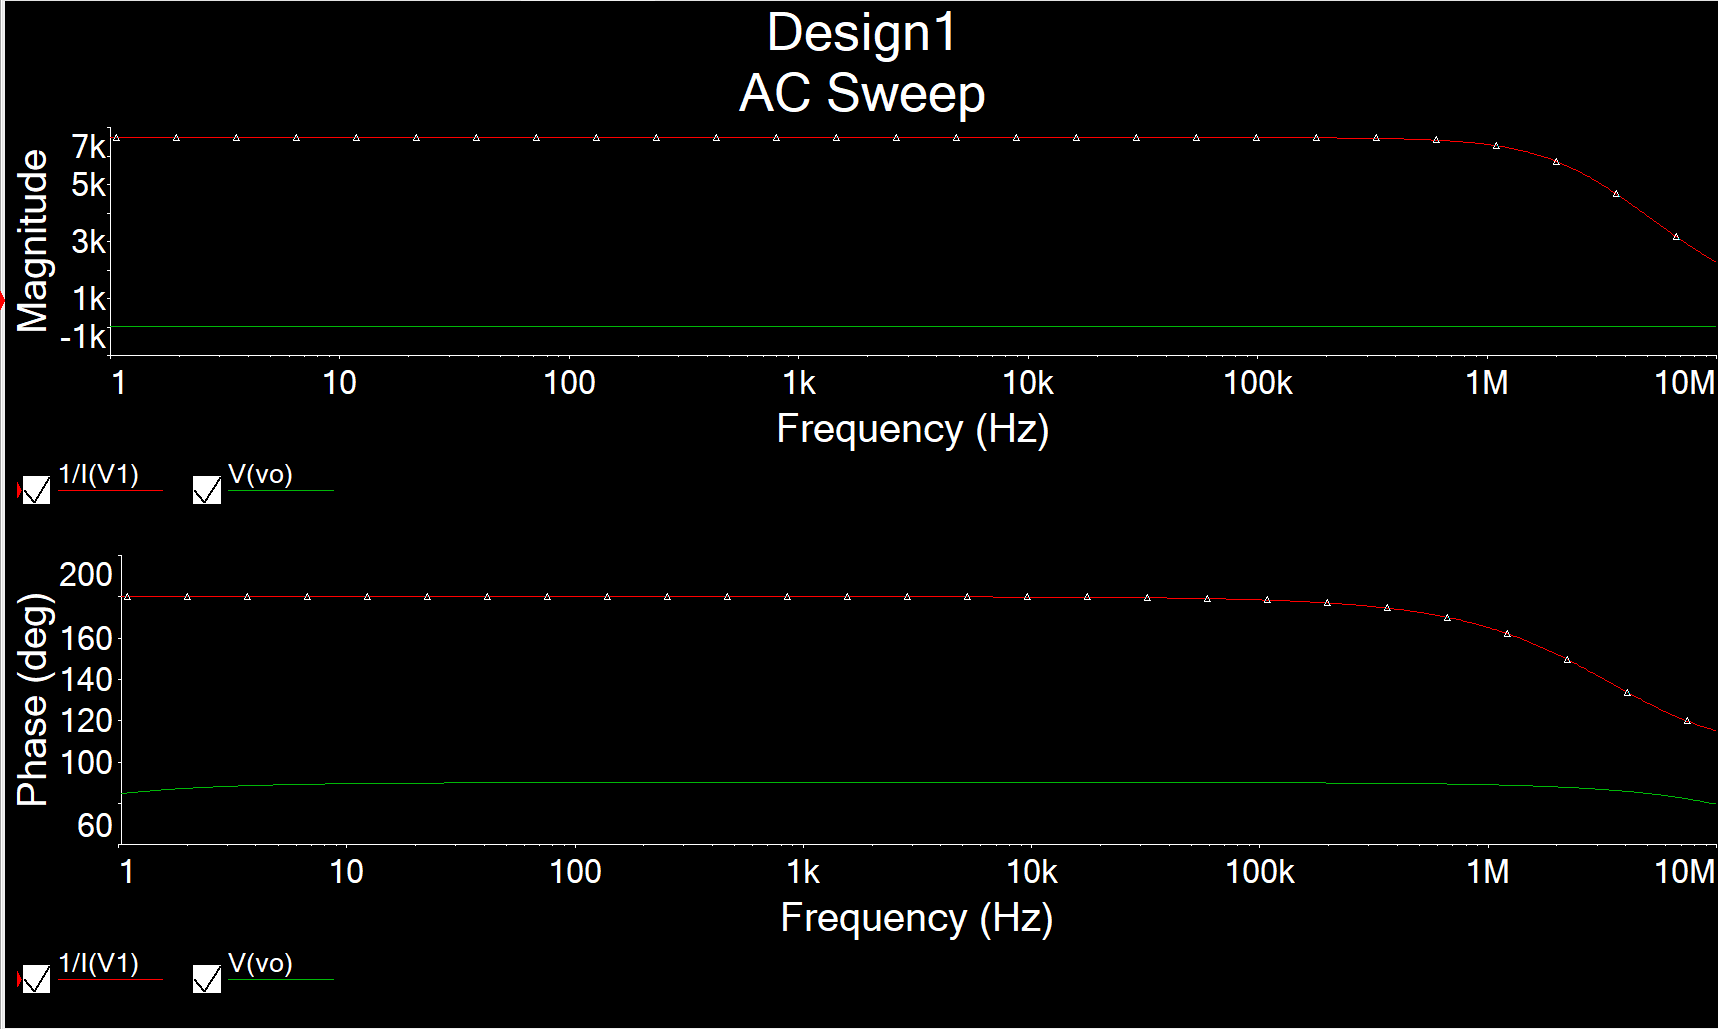 Design1
AC Sweep
Magnitude
7k
5k
3k
1k
-1k
1 10 100 1k 10k 100k 1M 10M
Frequency (Hz)
1/I(V1) V(vo)
Phase (deg)
200
160
140
120
100
60
1 10 100 1k 10k 100k 1M 10M
Frequency (Hz)
1/I(V1) V(vo)